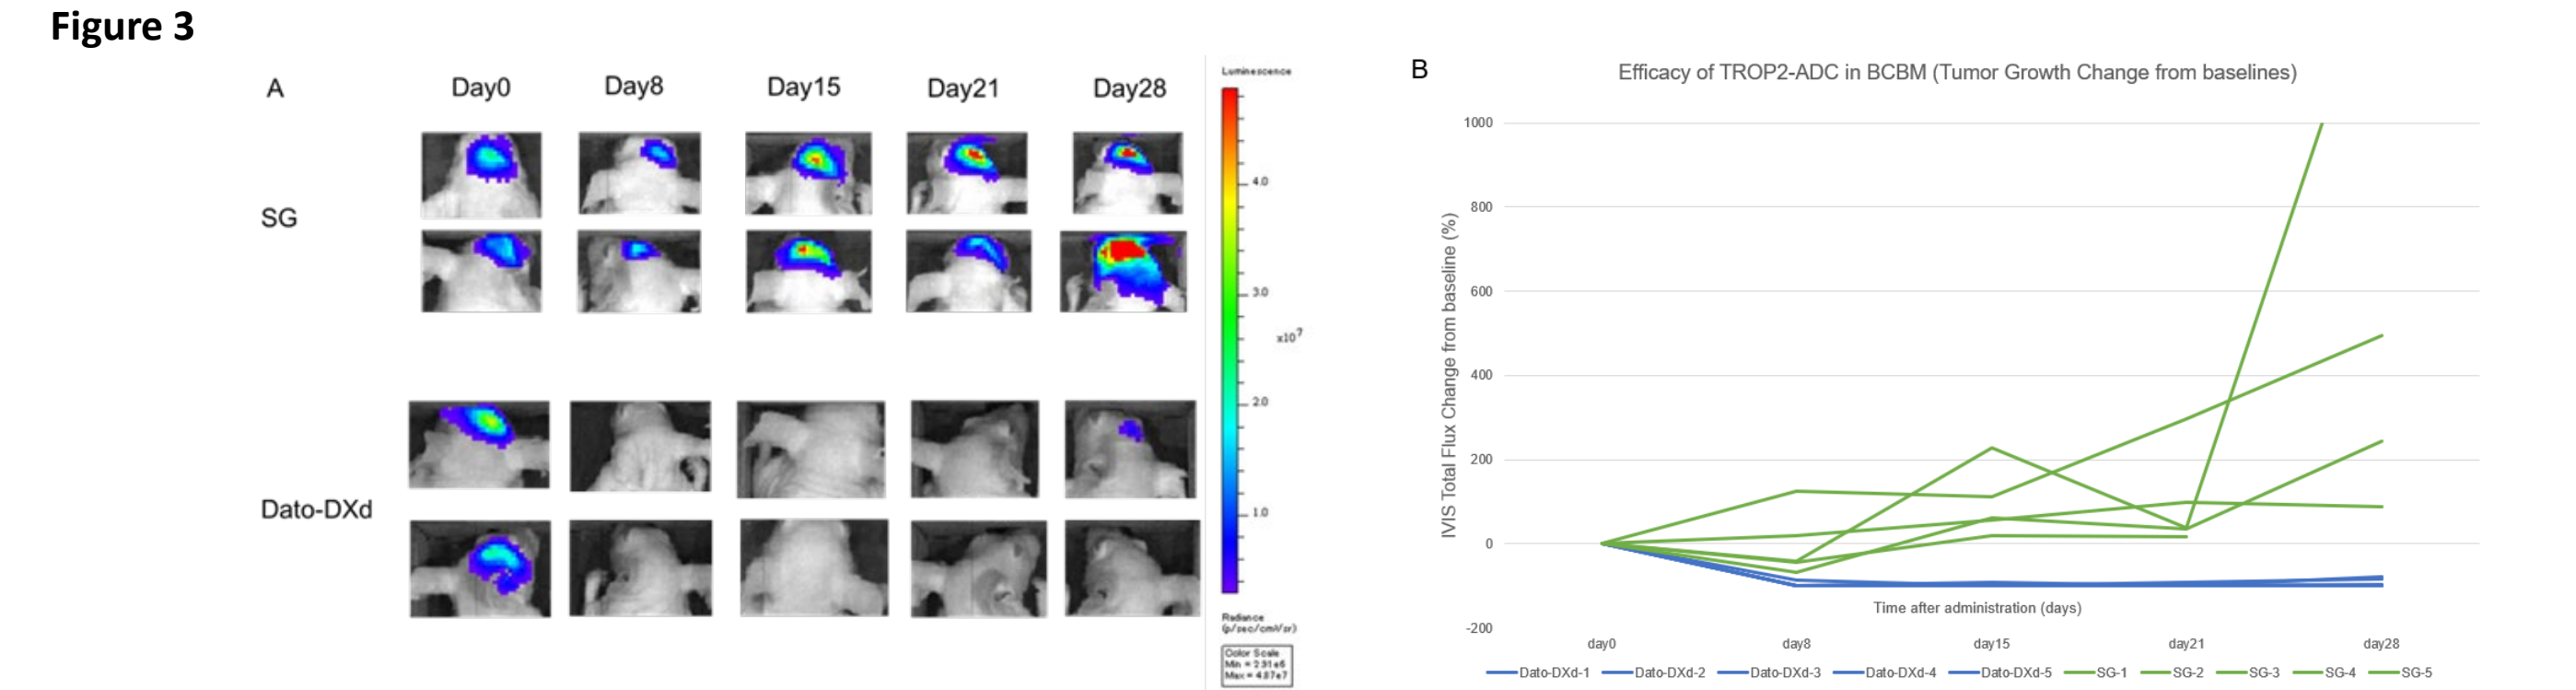 Figure 3
A
Day0 Day8 Day15 Day21 Day28
SG
Dato-DXd
Luminescence
4.0
3.0
x10⁷
2.0
1.0
Radiance
(p/sec/cm²/sr)
Color Scale
Min = 2.31e6
Max = 4.87e7
B
Efficacy of TROP2-ADC in BCBM (Tumor Growth Change from baselines)
IVIS Total Flux Change from baseline (%)
1000
800
600
400
200
0
-200
Time after administration (days)
day0 day8 day15 day21 day28
Dato-DXd-1 Dato-DXd-2 Dato-DXd-3 Dato-DXd-4 Dato-DXd-5 SG-1 SG-2 SG-3 SG-4 SG-5